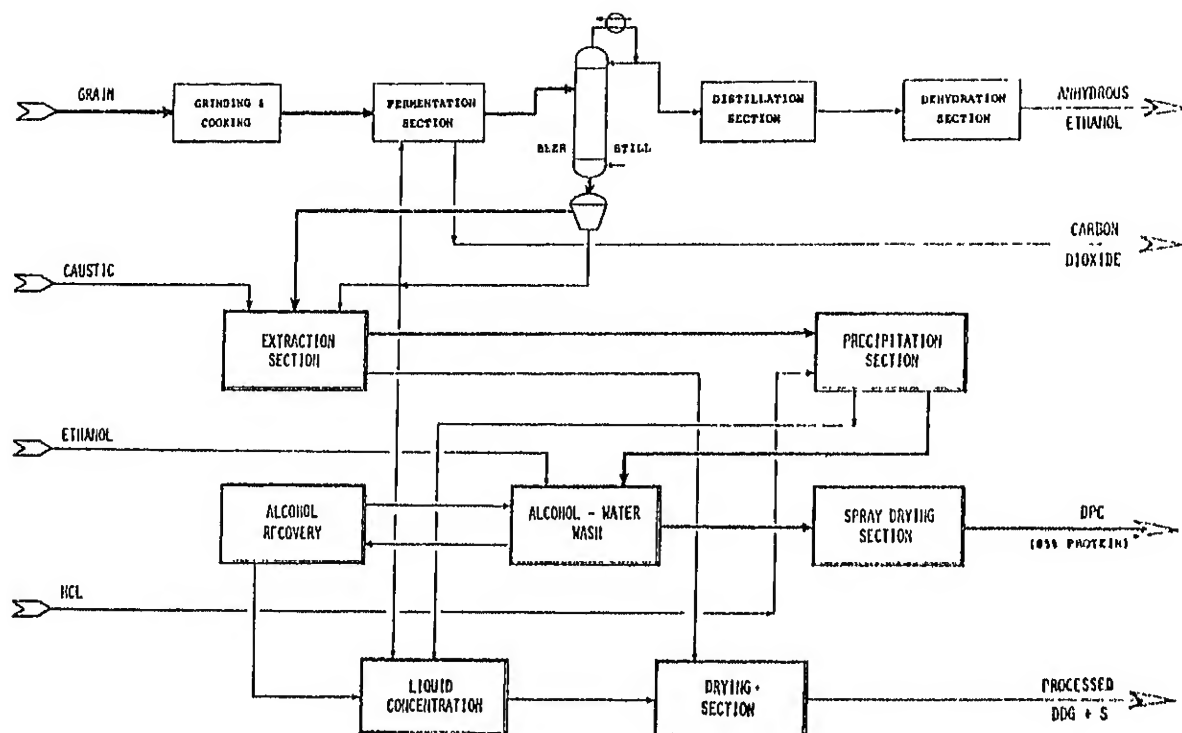 GRAIN
GRINDING &
COOKING
FERMENTATION
SECTION
BEER STILL
DISTILLATION
SECTION
DEHYDRATION
SECTION
ANHYDROUS
ETHANOL
CARBON
DIOXIDE
CAUSTIC
EXTRACTION
SECTION
PRECIPITATION
SECTION
ETHANOL
ALCOHOL
RECOVERY
ALCOHOL - WATER
WASH
SPRAY DRYING
SECTION
DPC
PROTEIN)
HCL
LIQUID
CONCENTRATION
DRYING
SECTION
PROCESSED
DDG + S